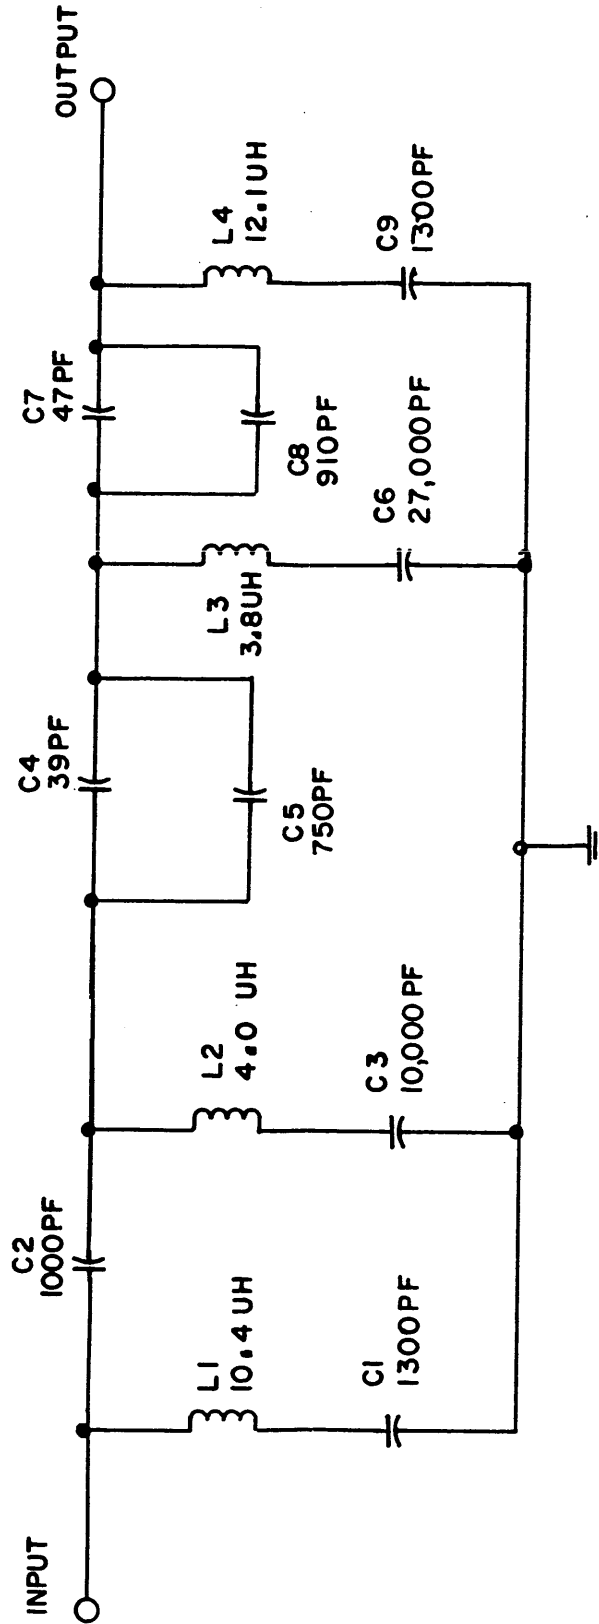 INPUT
L1
10.4 UH
C1
1300PF
C2
1000PF
L2
4.0 UH
C3
10,000PF
C4
39PF
C5
750PF
L3
3.8UH
C6
27,000PF
C7
47PF
C8
910PF
L4
12.1UH
C9
1300PF
OUTPUT